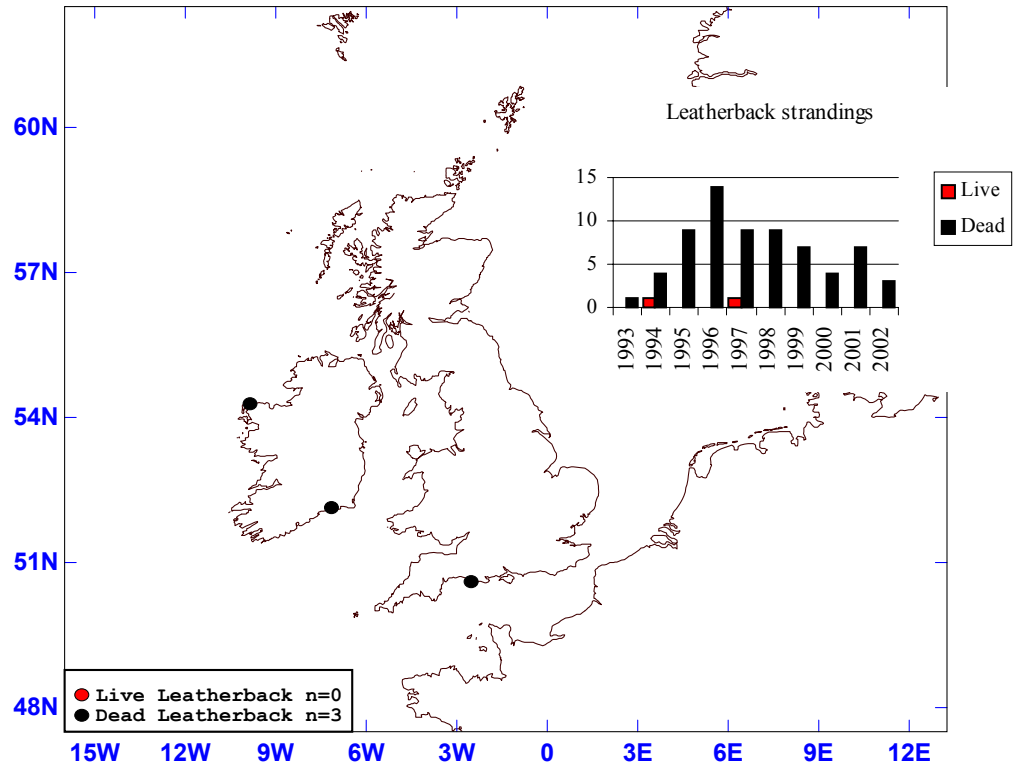 60N
57N
54N
51N
48N
Leatherback strandings
15
10
5
0
1993
1994
1995
1996
1997
1998
1999
2000
2001
2002
Live
Dead
Live Leatherback n=0
Dead Leatherback n=3
15W 12W 9W 6W 3W 0 3E 6E 9E 12E